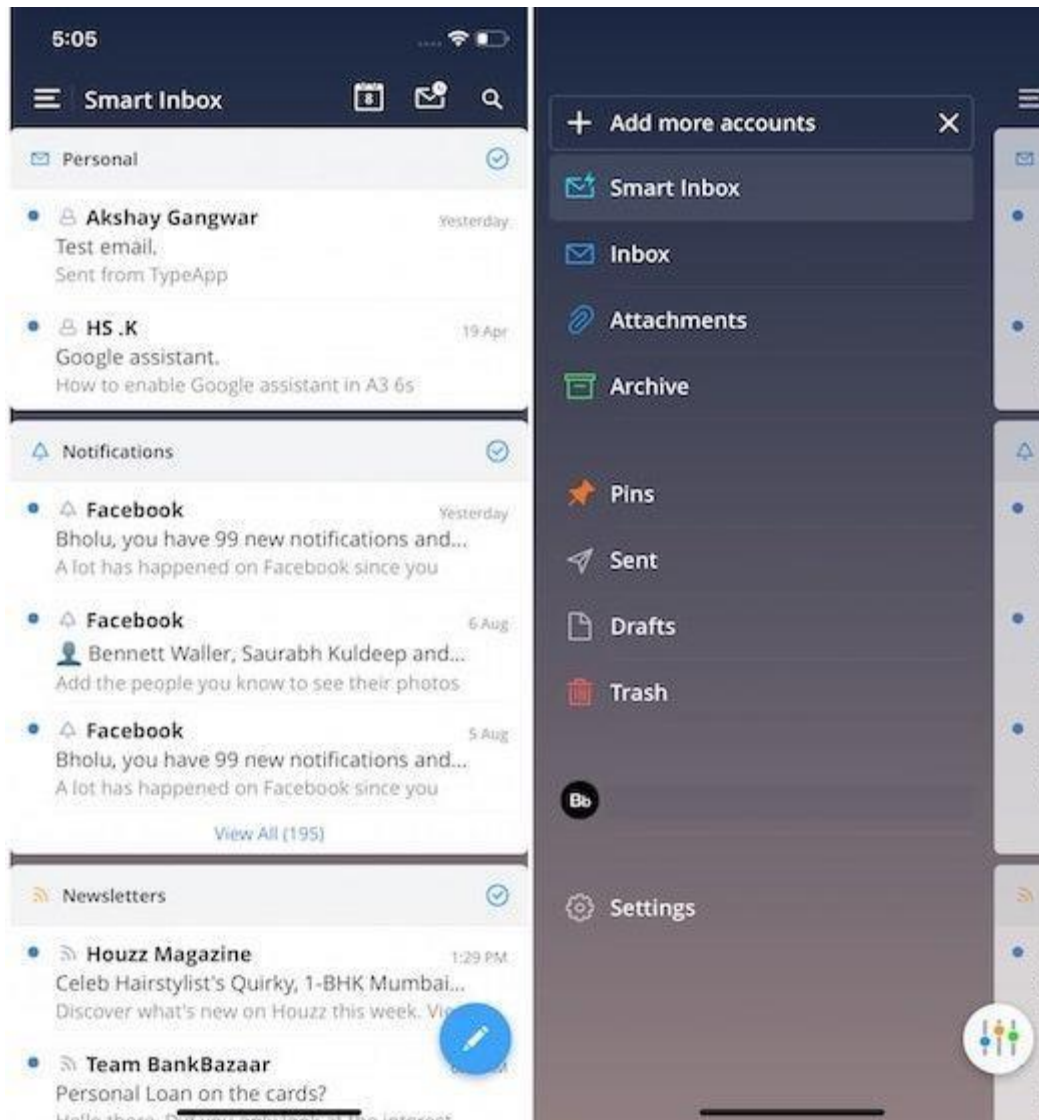 5:05
Smart Inbox
8
Personal
Akshay Gangwar
Yesterday
Test email.
Sent from TypeApp
HS .K
19 Apr
Google assistant.
How to enable Google assistant in A3 6s
Notifications
Facebook
Yesterday
Bholu, you have 99 new notifications and...
A lot has happened on Facebook since you
Facebook
6 Aug
Bennett Waller, Saurabh Kuldeep and...
Add the people you know to see their photos
Facebook
5 Aug
Bholu, you have 99 new notifications and...
A lot has happened on Facebook since you
View All (195)
Newsletters
Houzz Magazine
1:29 PM
Celeb Hairstylist's Quirky, 1-BHK Mumbai...
Discover what's new on Houzz this week.
Team BankBazaar
Personal Loan on the cards?
Add more accounts
Smart Inbox
Inbox
Attachments
Archive
Pins
Sent
Drafts
Trash
Bb
Settings